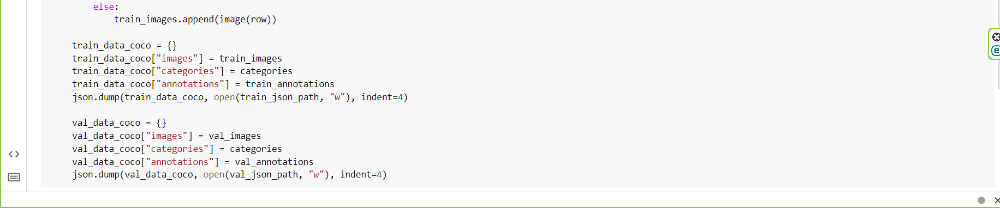 else:
train_images.append(image(row))
train_data_coco = {}
train_data_coco["images"] = train_images
train_data_coco["categories"] = categories
train_data_coco["annotations"] = train_annotations
json.dump(train_data_coco, open(train_json_path, "w"), indent=4)
val_data_coco = {}
val_data_coco["images"] = val_images
val_data_coco["categories"] = categories
val_data_coco["annotations"] = val_annotations
json.dump(val_data_coco, open(val_json_path, "w"), indent=4)